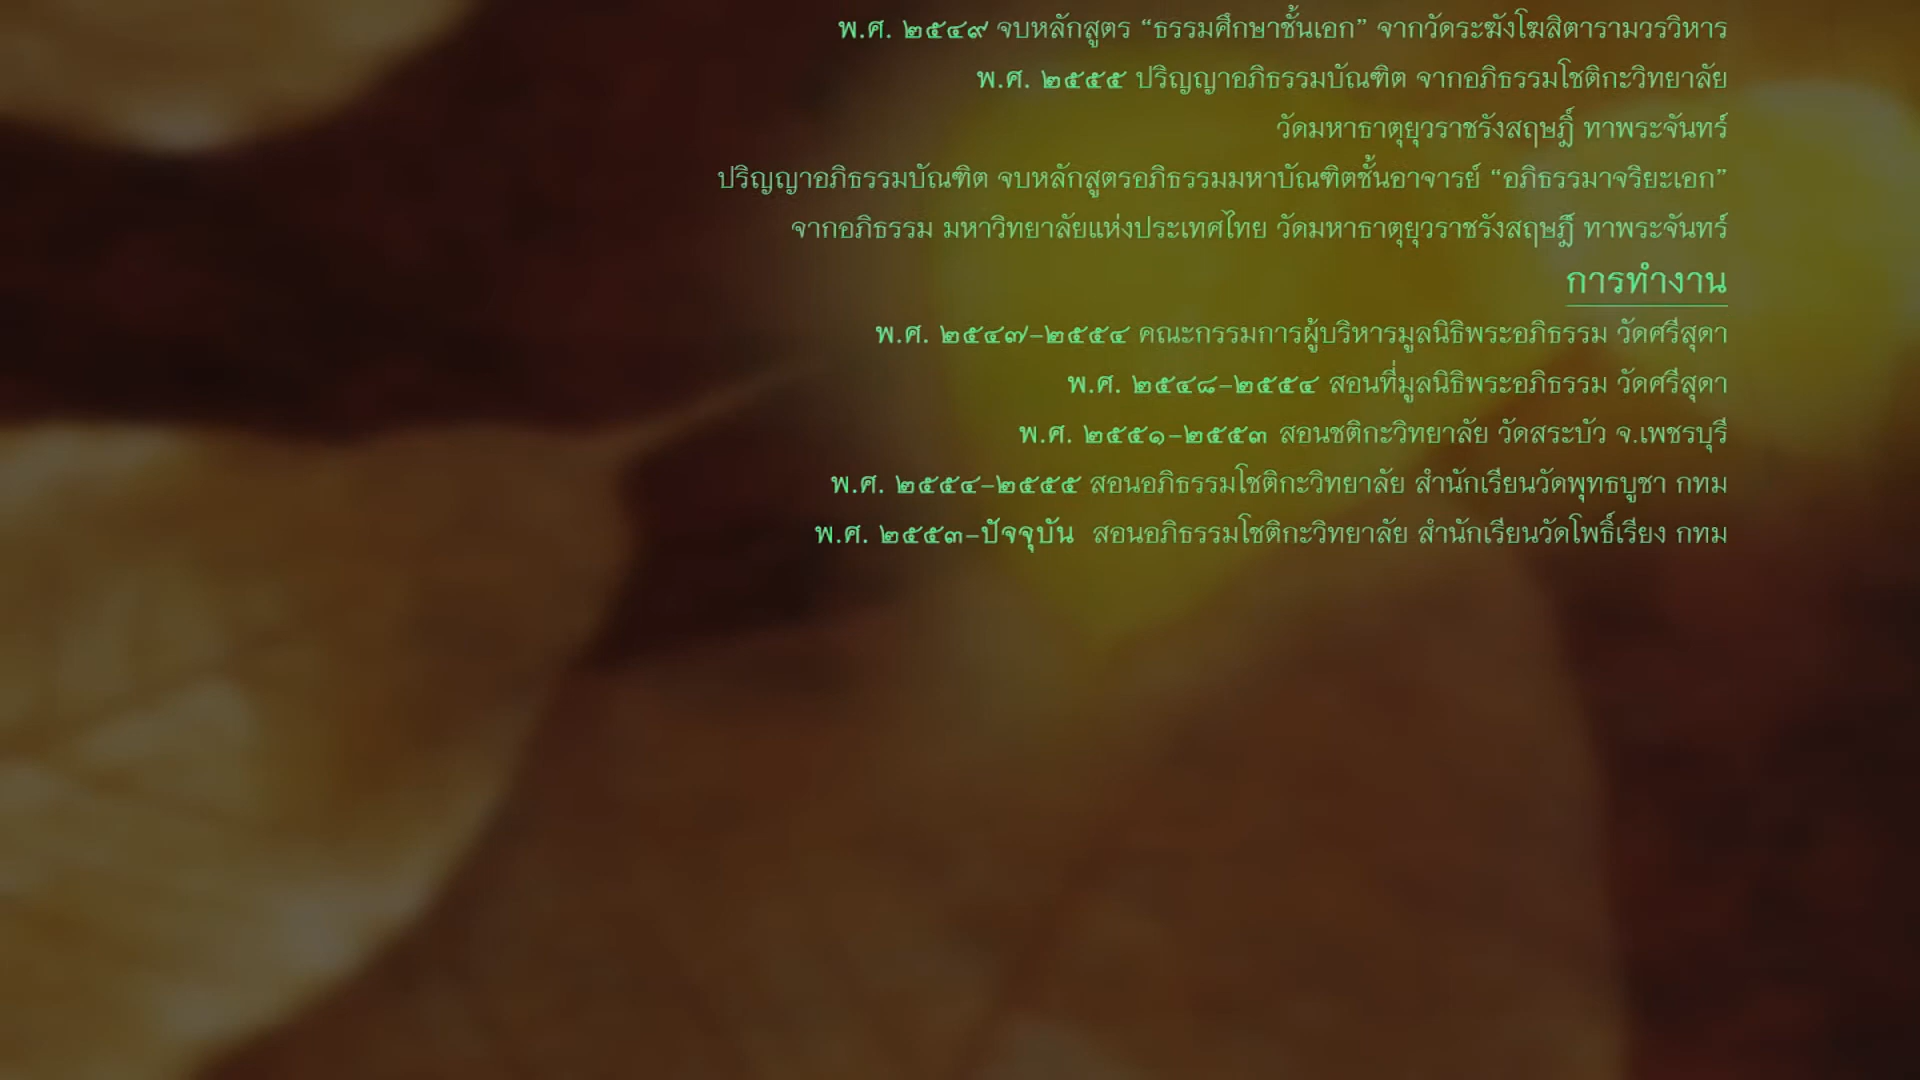 พ.ศ. ๒๕๔๙ จบหลักสูตร “ธรรมศึกษาชั้นเอก” จากวัดระฆังโฆสิตารามวรวิหาร
พ.ศ. ๒๕๕๕ ปริญญาอภิธรรมบัณฑิต จากอภิธรรมโชติกะวิทยาลัย
วัดมหาธาตุยุวราชรังสฤษฎิ์ ทาพระจันทร์
ปริญญาอภิธรรมบัณฑิต จบหลักสูตรอภิธรรมมหาบัณฑิตชั้นอาจารย์ “อภิธรรมาจริยะเอก”
จากอภิธรรม มหาวิทยาลัยแห่งประเทศไทย วัดมหาธาตุยุวราชรังสฤษฎิ์ ทาพระจันทร์
การทำงาน
พ.ศ. ๒๕๔๗–๒๕๕๔ คณะกรรมการผู้บริหารมูลนิธิพระอภิธรรม วัดศรีสุดา
พ.ศ. ๒๕๔๘–๒๕๕๔ สอนที่มูลนิธิพระอภิธรรม วัดศรีสุดา
พ.ศ. ๒๕๕๑–๒๕๕๓ สอนชติกะวิทยาลัย วัดสระบัว จ.เพชรบุรี
พ.ศ. ๒๕๕๔–๒๕๕๕ สอนอภิธรรมโชติกะวิทยาลัย สำนักเรียนวัดพุทธบูชา กทม
พ.ศ. ๒๕๕๓–ปัจจุบัน สอนอภิธรรมโชติกะวิทยาลัย สำนักเรียนวัดโพธิ์เรียง กทม